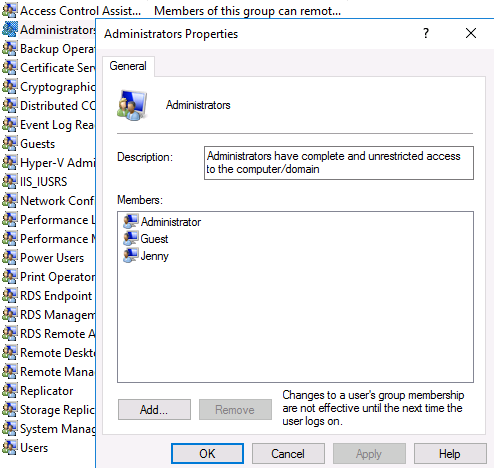 Access Control Assist... Members of this group can remot...
Administrators
Backup Opera
Certificate Serv
Cryptographic
Distributed CO
Event Log Rea
Guests
Hyper-V Admi
IIS_IUSRS
Network Confi
Performance L
Performance M
Power Users
Print Operator
RDS Endpoint
RDS Managem
RDS Remote A
Remote Deskto
Remote Mana
Replicator
Storage Replic
System Manag
Users
Administrators Properties
?
General
Administrators
Description:
Administrators have complete and unrestricted access
to the computer/domain
Members:
Administrator
Guest
Jenny
Add...
Remove
Changes to a user's group membership
are not effective until the next time the
user logs on.
OK
Cancel
Apply
Help